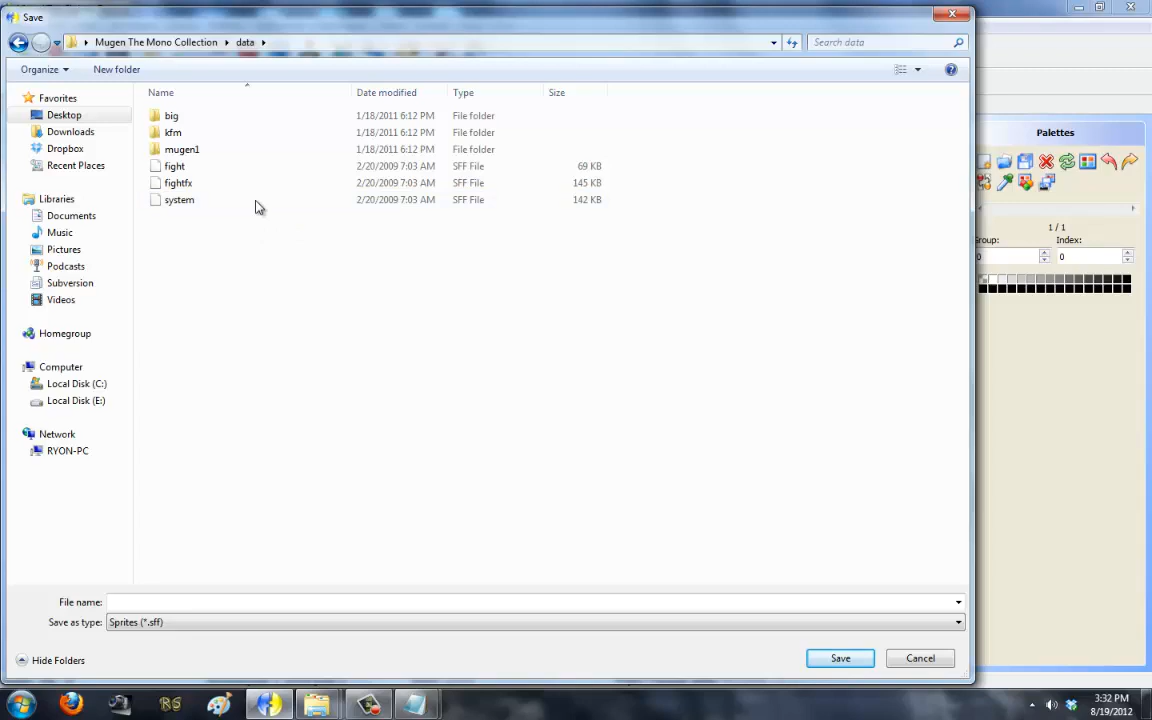 Save
Mugen The Mono Collection data
Search data
Organize New folder
Name Date modified Type Size
Favorites
Desktop
Downloads
Dropbox
Recent Places
Libraries
Documents
Music
Pictures
Podcasts
Subversion
Videos
Homegroup
Computer
Local Disk (C:)
Local Disk (E:)
Network
RYON-PC
big 1/18/2011 6:12 PM File folder
kfm 1/18/2011 6:12 PM File folder
mugen1 1/18/2011 6:12 PM File folder
fight 2/20/2009 7:03 AM SFF File 69 KB
fightfx 2/20/2009 7:03 AM SFF File 145 KB
system 2/20/2009 7:03 AM SFF File 142 KB
File name:
Save as type: Sprites (*.sff)
Hide Folders
Save Cancel
Palettes
1 / 1
Index:
0 0
3:32 PM
8/19/2012